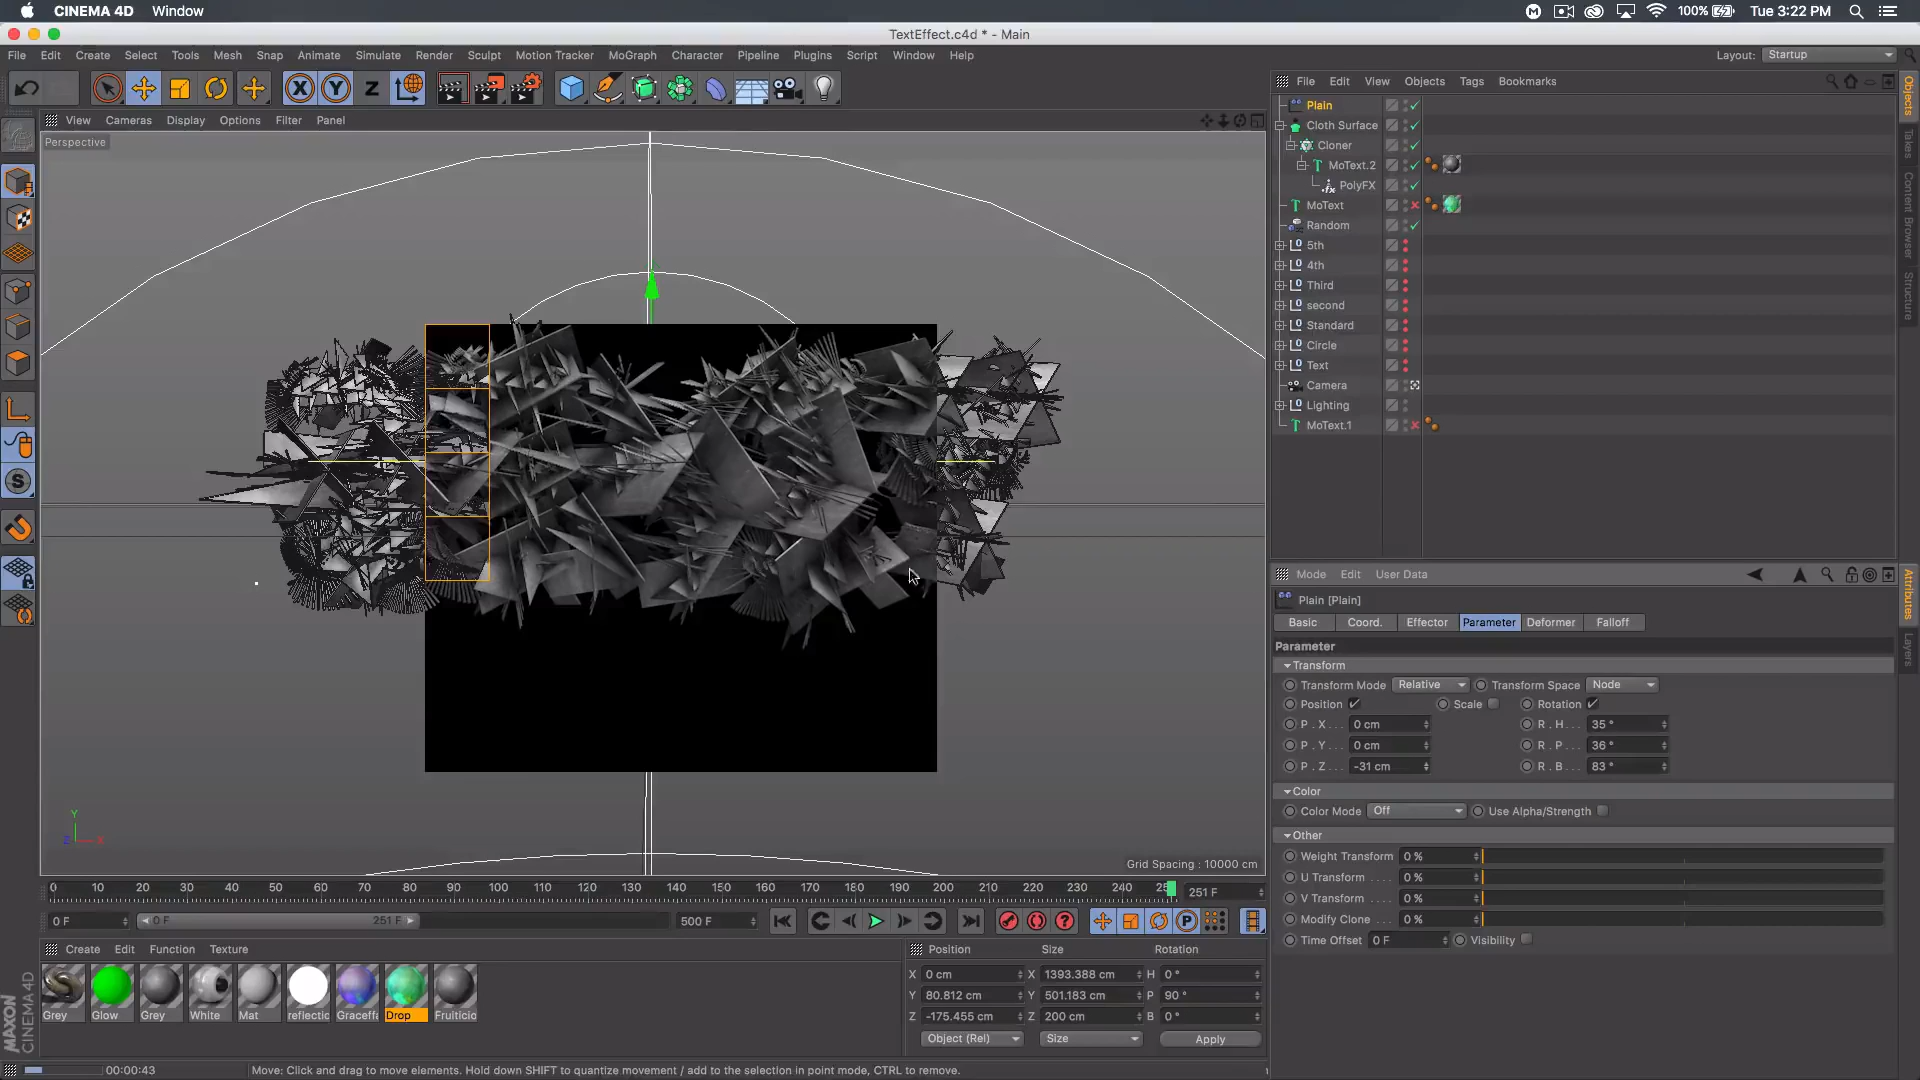 CINEMA 4D Window
100% Tue 3:22 PM
TextEffect.c4d * - Main
File Edit Create Select Tools Mesh Snap Animate Simulate Render Sculpt Motion Tracker MoGraph Character Pipeline Plugins Script Window Help
Layout: Startup
File Edit View Objects Tags Bookmarks
View Cameras Display Options Filter Panel
Perspective
Plain
Cloth Surface
Cloner
MoText.2
PolyFX
MoText
Random
5th
4th
Third
second
Standard
Circle
Text
Camera
Lighting
MoText.1
Objects
Takes
Content Browser
Structure
Mode Edit User Data
Plain [Plain]
Basic Coord. Effector Parameter Deformer Falloff
Parameter
Transform
Transform Mode Relative Transform Space Node
Position Scale Rotation
P . X . . . 0 cm R . H . . . 35 °
P . Y . . . 0 cm R . P . . . 36 °
P . Z . . . -31 cm R . B . . . 83 °
Color
Color Mode Off Use Alpha/Strength
Other
Weight Transform 0 %
U Transform . . . . 0 %
V Transform . . . . 0 %
Modify Clone . . . 0 %
Time Offset 0 F Visibility
Attributes
Layers
Y
Z X
Grid Spacing : 10000 cm
0 10 20 30 40 50 60 70 80 90 100 110 120 130 140 150 160 170 180 190 200 210 220 230 240 25 251 F
0 F 0 F 251 F 500 F
Create Edit Function Texture
Grey Glow Grey White Mat reflectic Graceffa Drop Fruiticio
Position Size Rotation
X 0 cm X 1393.388 cm H 0 °
Y 80.812 cm Y 501.183 cm P 90 °
Z -175.455 cm Z 200 cm B 0 °
Object (Rel) Size Apply
MAXON CINEMA 4D
00:00:43 Move: Click and drag to move elements. Hold down SHIFT to quantize movement / add to the selection in point mode, CTRL to remove.